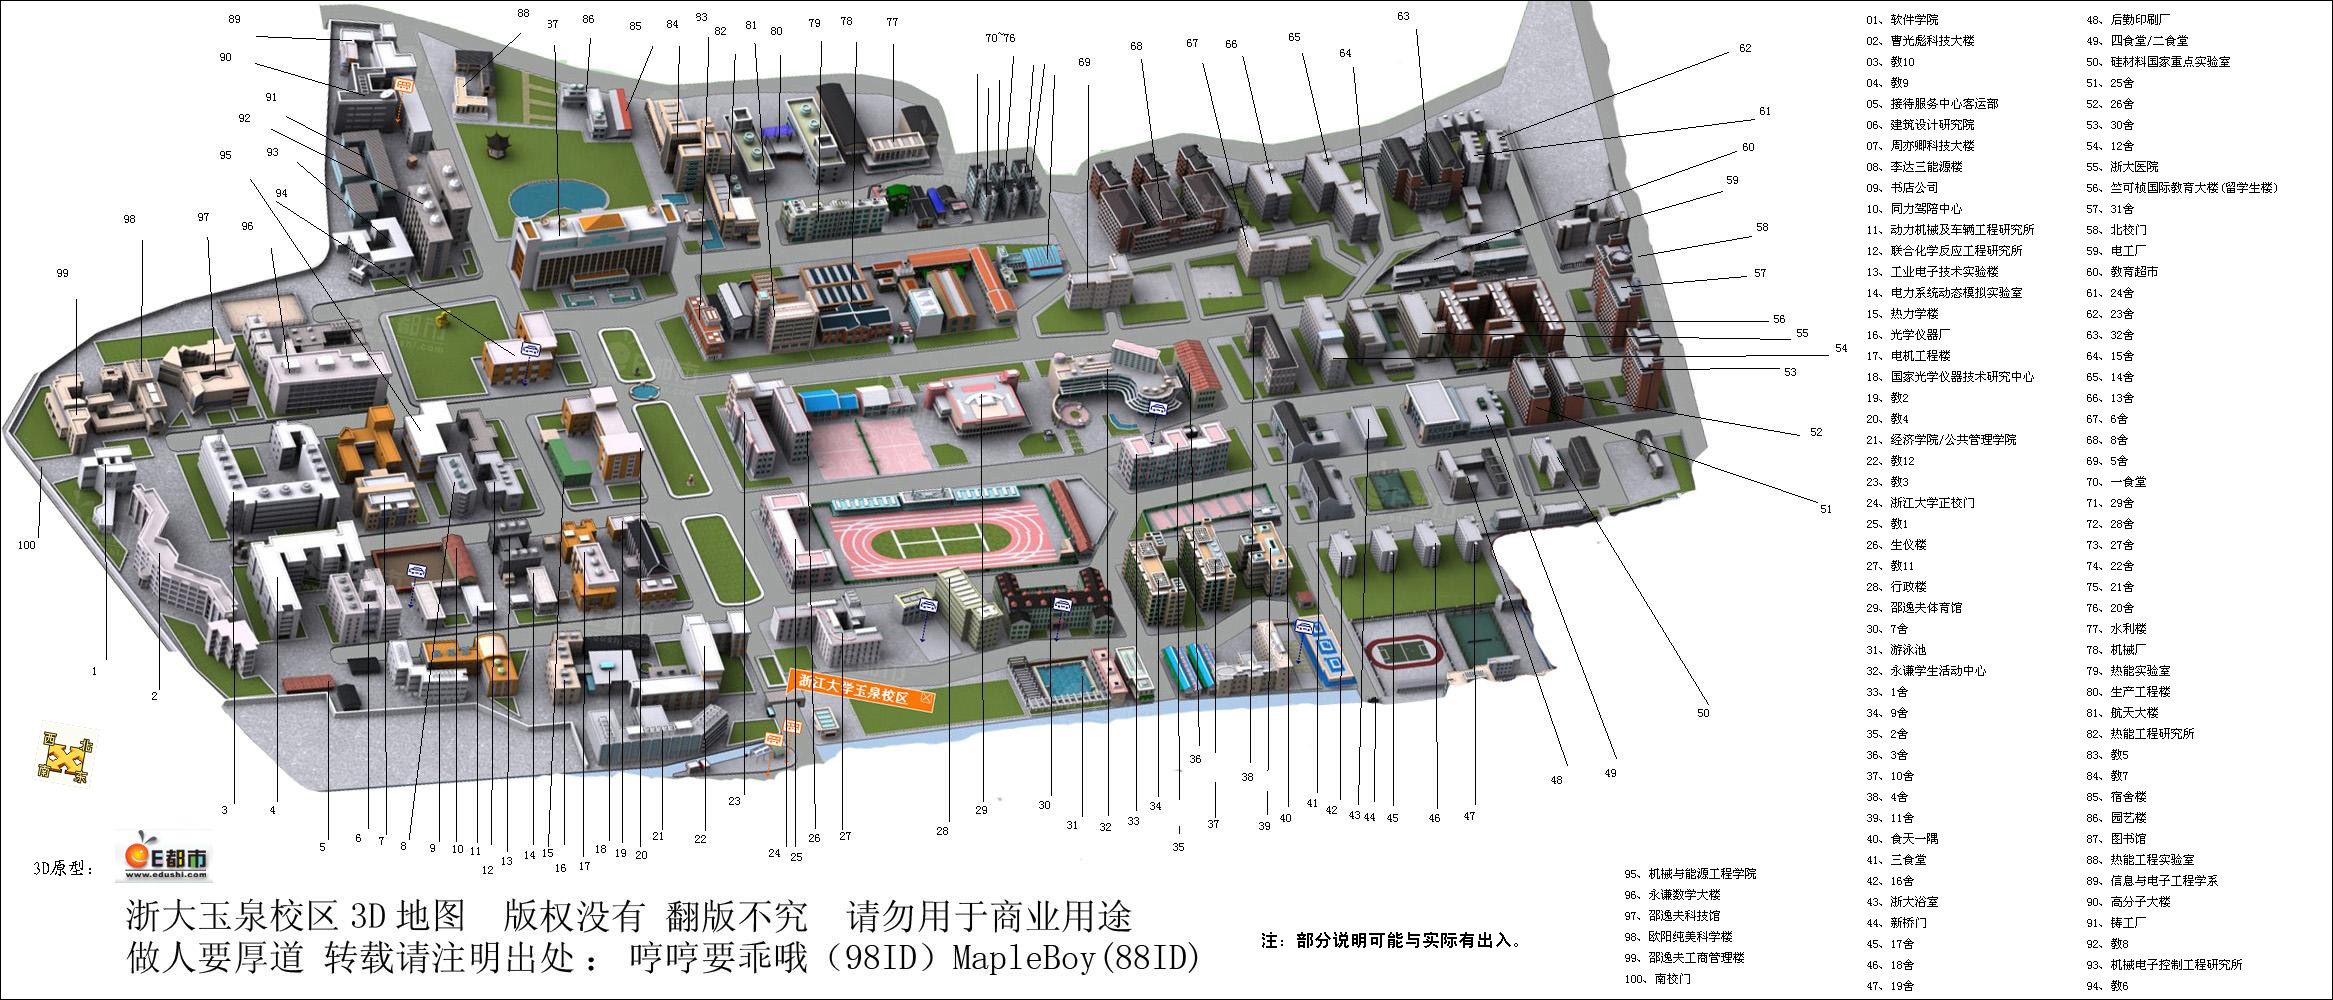 89
88
87
86
85
84
93
82
81
80
79
78
77
70~76
69
68
67
66
65
64
63
62
61
60
59
58
57
56
55
54
53
52
51
50
49
48
90
91
92
93
95
94
96
97
98
99
100
1
2
3
4
5
6
7
8
9
10
11
12
13
14
15
16
17
18
19
20
21
22
23
24
25
26
27
28
29
30
31
32
33
34
35
36
37
38
39
40
41
42
43
44
45
46
47
浙江大学玉泉校区
西
北
南
东
E都市
01、软件学院
02、曹光彪科技大楼
03、教10
04、教9
05、接待服务中心客运部
06、建筑设计研究院
07、周亦卿科技大楼
08、李达三能源楼
09、书店公司
10、同力驾陪中心
11、动力机械及车辆工程研究所
12、联合化学反应工程研究所
13、工业电子技术实验楼
14、电力系统动态模拟实验室
15、热力学楼
16、光学仪器厂
17、电机工程楼
18、国家光学仪器技术研究中心
19、教2
20、教4
21、经济学院/公共管理学院
22、教12
23、教3
24、浙江大学正校门
25、教1
26、生仪楼
27、教11
28、行政楼
29、邵逸夫体育馆
30、7舍
31、游泳池
32、永谦学生活动中心
33、1舍
34、9舍
35、2舍
36、3舍
37、10舍
38、4舍
39、11舍
40、食天一隅
41、三食堂
42、16舍
43、浙大浴室
44、新桥门
45、17舍
46、18舍
47、19舍
48、后勤印刷厂
49、四食堂/二食堂
50、硅材料国家重点实验室
51、25舍
52、26舍
53、30舍
54、12舍
55、浙大医院
56、竺可桢国际教育大楼(留学生楼)
57、31舍
58、北校门
59、电工厂
60、教育超市
61、24舍
62、23舍
63、32舍
64、15舍
65、14舍
66、13舍
67、6舍
68、8舍
69、5舍
70、一食堂
71、29舍
72、28舍
73、27舍
74、22舍
75、21舍
76、20舍
77、水利楼
78、机械厂
79、热能实验室
80、生产工程楼
81、航天大楼
82、热能工程研究所
83、教5
84、教7
85、宿舍楼
86、园艺楼
87、图书馆
88、热能工程实验室
89、信息与电子工程学系
90、高分子大楼
91、铸工厂
92、教8
93、机械电子控制工程研究所
94、教6
95、机械与能源工程学院
96、永谦数学大楼
97、邵逸夫科技馆
98、欧阳纯美科学楼
99、邵逸夫工商管理楼
100、南校门
3D原型：
E都市
www.edushi.com
浙大玉泉校区 3D 地图 版权没有 翻版不究 请勿用于商业用途
做人要厚道 转载请注明出处： 哼哼要乖哦（98ID）MapleBoy(88ID)
注：部分说明可能与实际有出入。